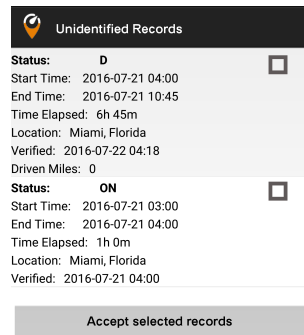 Unidentified Records
Status: D
Start Time: 2016-07-21 04:00
End Time: 2016-07-21 10:45
Time Elapsed: 6h 45m
Location: Miami, Florida
Verified: 2016-07-22 04:18
Driven Miles: 0
Status: ON
Start Time: 2016-07-21 03:00
End Time: 2016-07-21 04:00
Time Elapsed: 1h 0m
Location: Miami, Florida
Verified: 2016-07-21 04:00
Accept selected records